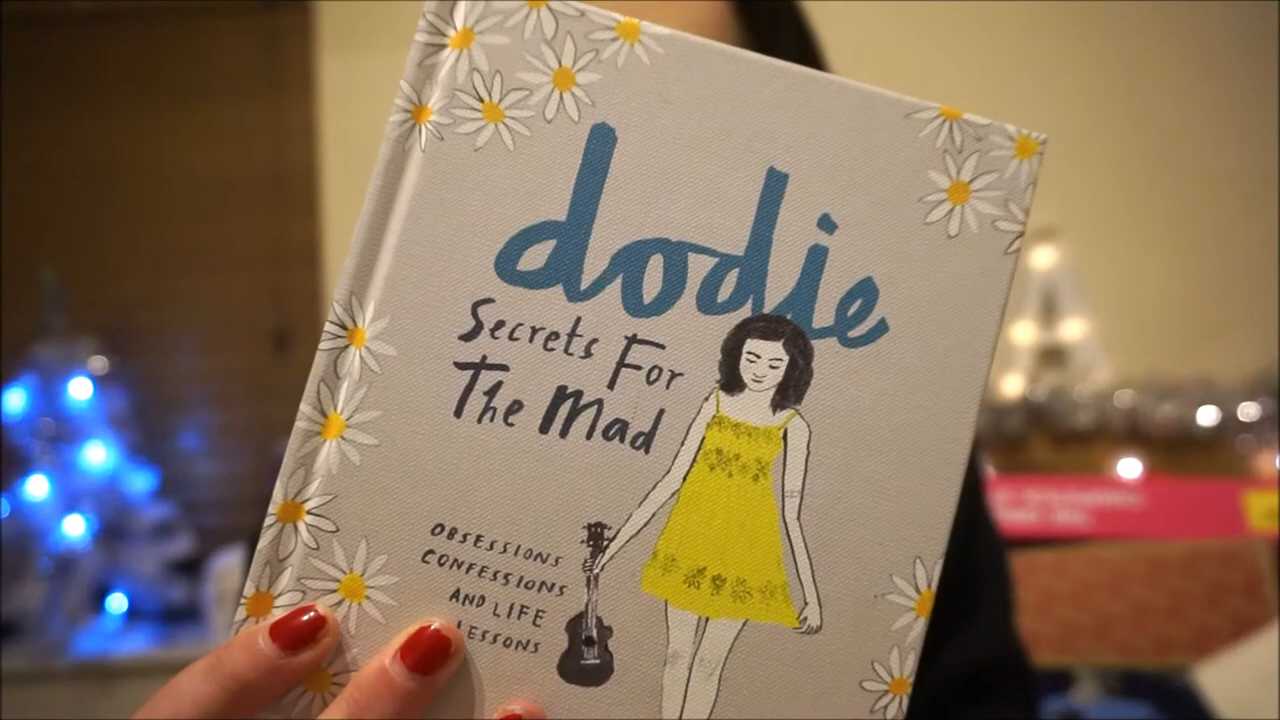 dodie
Secrets For
The Mad
OBSESSIONS
CONFESSIONS
AND LIFE
LESSONS